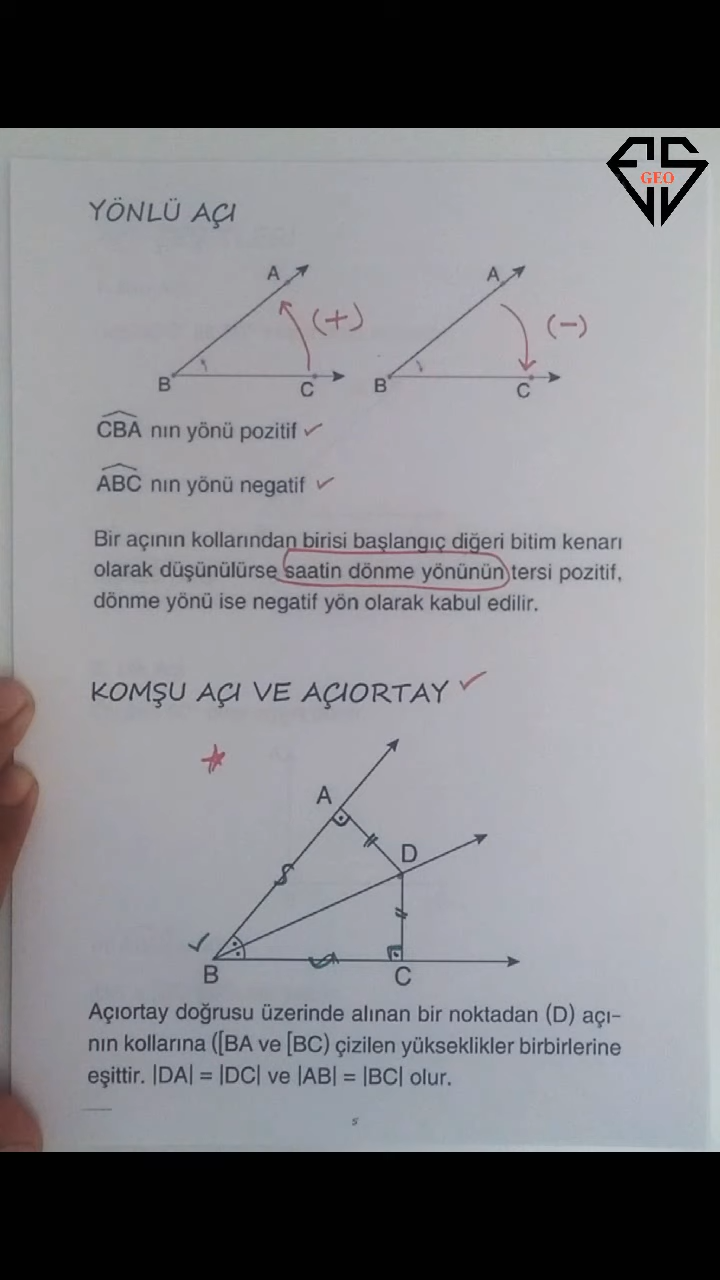 GEO
YÖNLÜ AÇI
A
(+)
B
C
A
(-)
B
C
CBA nın yönü pozitif ✓
ABC nın yönü negatif ✓
Bir açının kollarından birisi başlangıç diğeri bitim kenarı
olarak düşünülürse saatin dönme yönünün tersi pozitif,
dönme yönü ise negatif yön olarak kabul edilir.
KOMŞU AÇI VE AÇIORTAY ✓
A
D
B
C
Açıortay doğrusu üzerinde alınan bir noktadan (D) açı-
nın kollarına ([BA ve [BC) çizilen yükseklikler birbirlerine
eşittir. |DA| = |DC| ve |AB| = |BC| olur.
5